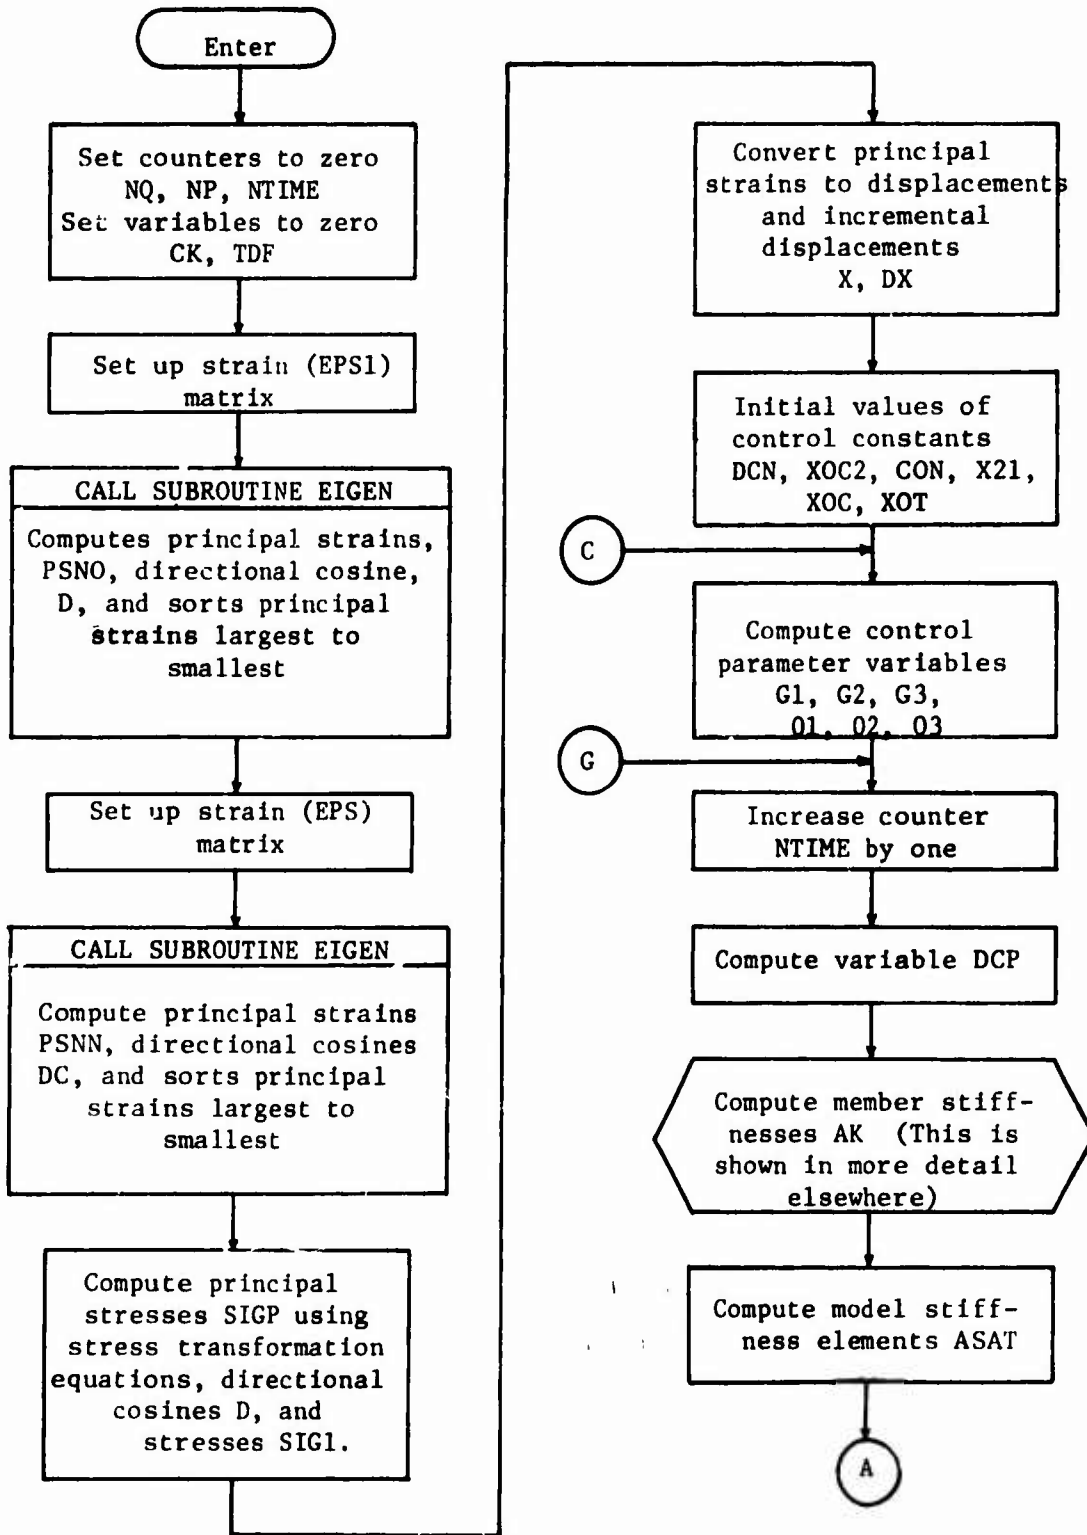 Enter
Set counters to zero
NQ, NP, NTIME
Set variables to zero
CK, TDF
Set up strain (EPS1)
matrix
CALL SUBROUTINE EIGEN
Computes principal strains,
PSNO, directional cosine,
D, and sorts principal
strains largest to
smallest
Set up strain (EPS)
matrix
CALL SUBROUTINE EIGEN
Compute principal strains
PSNN, directional cosines
DC, and sorts principal
strains largest to
smallest
Compute principal
stresses SIGP using
stress transformation
equations, directional
cosines D, and
stresses SIG1.
Convert principal
strains to displacements
and incremental
displacements
X, DX
Initial values of
control constants
DCN, XOC2, CON, X21,
XOC, XOT
C
Compute control
parameter variables
G1, G2, G3,
O1, O2, O3
G
Increase counter
NTIME by one
Compute variable DCP
Compute member stiff-
nesses AK (This is
shown in more detail
elsewhere)
Compute model stiff-
ness elements ASAT
A